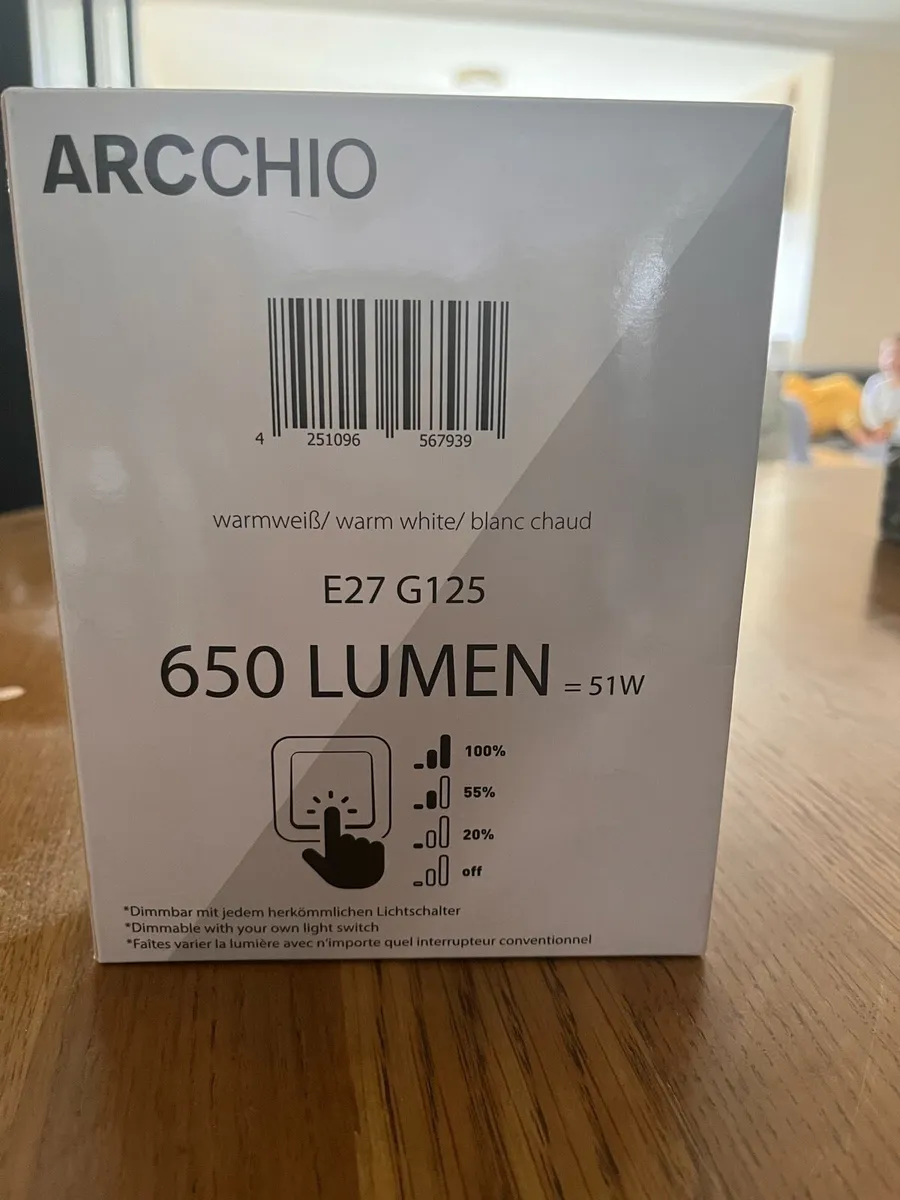 ARCCHIO
4 251096 567939
warmweiß/ warm white/ blanc chaud
E27 G125
650 LUMEN = 51W
100%
55%
20%
off
*Dimmbar mit jedem herkömmlichen Lichtschalter
*Dimmable with your own light switch
*Faîtes varier la lumière avec n'importe quel interrupteur conventionnel